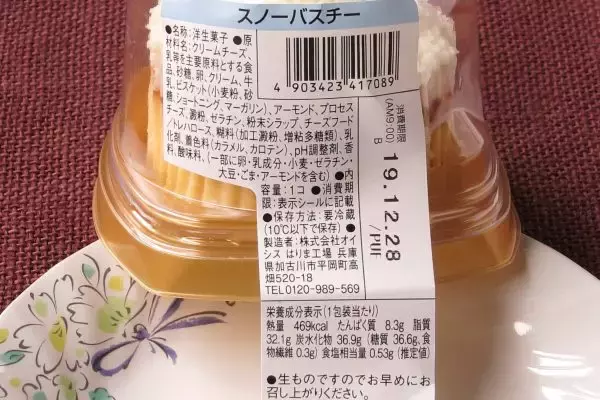 スノーバスチー
●名称:洋生菓子 ●原
材料名:クリームチーズ、
乳等を主要原料とする食
品、砂糖、卵、クリーム、牛
乳、ビスケット(小麦粉、砂
糖、ショートニング、マーガリン)、アーモンド、プロセス
チーズ、澱粉、ゼラチン、粉末シラップ、チーズフード
/トレハロース、糊料(加工澱粉、増粘多糖類)、乳
化剤、着色料(カラメル、カロテン)、pH調整剤、香
料、酸味料、(一部に卵・乳成分・小麦・ゼラチン・
大豆・ごま・アーモンドを含む) ●内
容量:1コ ●消費期
限:表示シールに記載
●保存方法:要冷蔵
(10℃以下で保存) ●
製造者:株式会社オイ
シス はりま工場 兵庫
県加古川市平岡町高
畑520-18
TEL0120-989-569
4 903423 417089
消費期限
(AM9:00)
B
19.12.28
/PHF
栄養成分表示(1包装当たり)
熱量 469kcal たんぱく質 8.3g 脂質
32.1g 炭水化物 36.9g (糖質 36.6g、食
物繊維 0.3g) 食塩相当量 0.53g (推定値)
●生ものですのでお早めにお
召し上がりください。